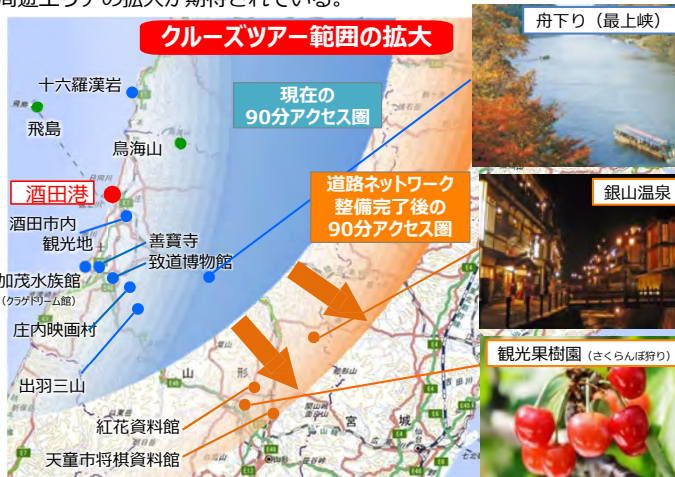 周遊エリアの拡大が期待されている。
クルーズツアー範囲の拡大
舟下り（最上峡）
十六羅漢岩
現在の
90分アクセス圏
飛島
鳥海山
酒田港
道路ネットワーク
整備完了後の
90分アクセス圏
銀山温泉
酒田市内
観光地
善寶寺
致道博物館
加茂水族館
（クラゲドリーム館）
庄内映画村
観光果樹園（さくらんぼ狩り）
出羽三山
山
形
宮
城
紅花資料館
天童市将棋資料館